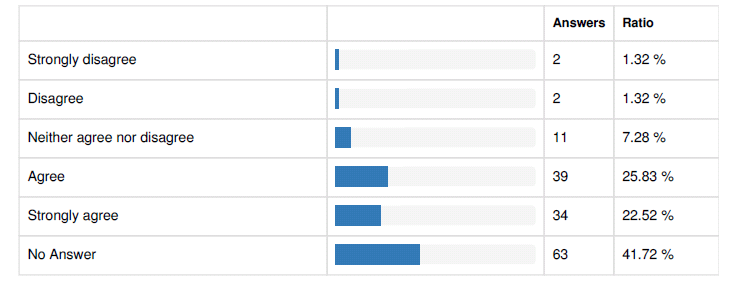 Answers Ratio
Strongly disagree 2 1.32 %
Disagree 2 1.32 %
Neither agree nor disagree 11 7.28 %
Agree 39 25.83 %
Strongly agree 34 22.52 %
No Answer 63 41.72 %